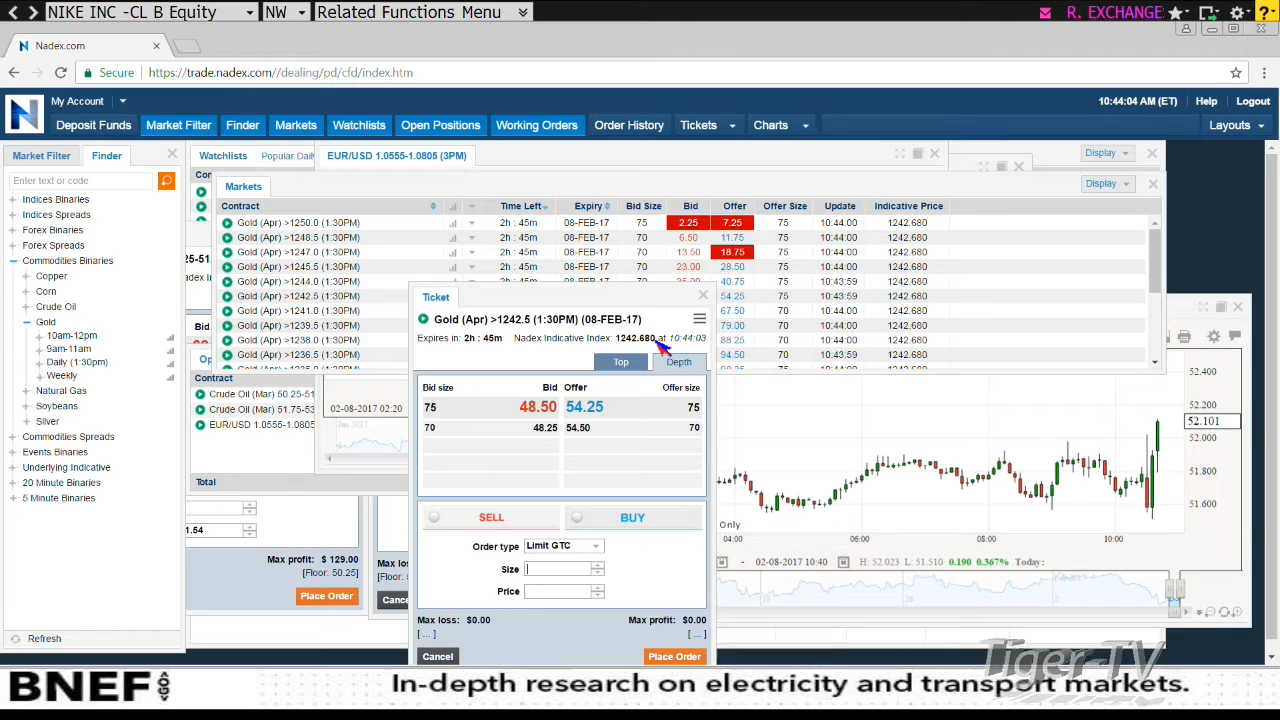 NIKE INC -CL B Equity NW Related Functions Menu R. EXCHANGE
Nadex.com
Secure https://trade.nadex.com//dealing/pd/cfd/index.htm
My Account 10:44:04 AM (ET) Help Logout
Deposit Funds Market Filter Finder Markets Watchlists Open Positions Working Orders Order History Tickets Charts Layouts
Market Filter Finder Watchlists Popular Daily EUR/USD 1.0555-1.0805 (3PM) Display
Enter text or code
Markets Display
Contract Time Left Expiry Bid Size Bid Offer Offer Size Update Indicative Price
Gold (Apr) >1250.0 (1:30PM) 2h : 45m 08-FEB-17 75 2.25 7.25 75 10:44:00 1242.680
Gold (Apr) >1248.5 (1:30PM) 2h : 45m 08-FEB-17 70 6.50 11.75 70 10:44:00 1242.680
Gold (Apr) >1247.0 (1:30PM) 2h : 45m 08-FEB-17 70 13.50 18.75 70 10:44:00 1242.680
Gold (Apr) >1245.5 (1:30PM) 2h : 45m 08-FEB-17 70 23.00 28.50 70 10:44:00 1242.680
Gold (Apr) >1244.0 (1:30PM) 40.75 75 10:43:59 1242.680
Gold (Apr) >1242.5 (1:30PM) 54.25 75 10:43:59 1242.680
Gold (Apr) >1241.0 (1:30PM) 67.50 70 10:44:00 1242.680
Gold (Apr) >1239.5 (1:30PM) 79.00 70 10:44:00 1242.680
Gold (Apr) >1238.0 (1:30PM) 70 10:44:00 1242.680
Gold (Apr) >1236.5 (1:30PM) 94.50 70 10:43:59 1242.680
Indices Binaries
Indices Spreads
Forex Binaries
Forex Spreads
Commodities Binaries
Copper
Corn
Crude Oil
Gold
10am-12pm
9am-11am
Daily (1:30pm)
Weekly
Natural Gas
Soybeans
Silver
Commodities Spreads
Events Binaries
Underlying Indicative
20 Minute Binaries
5 Minute Binaries
Refresh
Contract
Crude Oil (Mar) 50.25-51
Crude Oil (Mar) 51.75-53
EUR/USD 1.0555-1.0805
Total
02-08-2017 02:20
Jan 2017
1.54
Max profit: $ 129.00
[Floor: 50.25]
Place Order
Ticket
Gold (Apr) >1242.5 (1:30PM) (08-FEB-17)
Expires in: 2h : 45m Nadex Indicative Index: 1242.680 at 10:44:03
Top Depth
Bid size Bid Offer Offer size
75 48.50 54.25 75
70 48.25 54.50 70
SELL BUY
Order type Limit GTC
Size
Price
Max loss: $0.00 Max profit: $0.00
[ ... ] [ ... ]
Cancel Place Order
52.400
52.200
52.101
52.000
51.800
51.600
Only
04:00 06:00 08:00 10:00
- 02-08-2017 10:40 H: 52.023 L: 51.510 0.190 0.367% Today:
Tiger-TV
BNEF GOV In-depth research on electricity and transport markets.